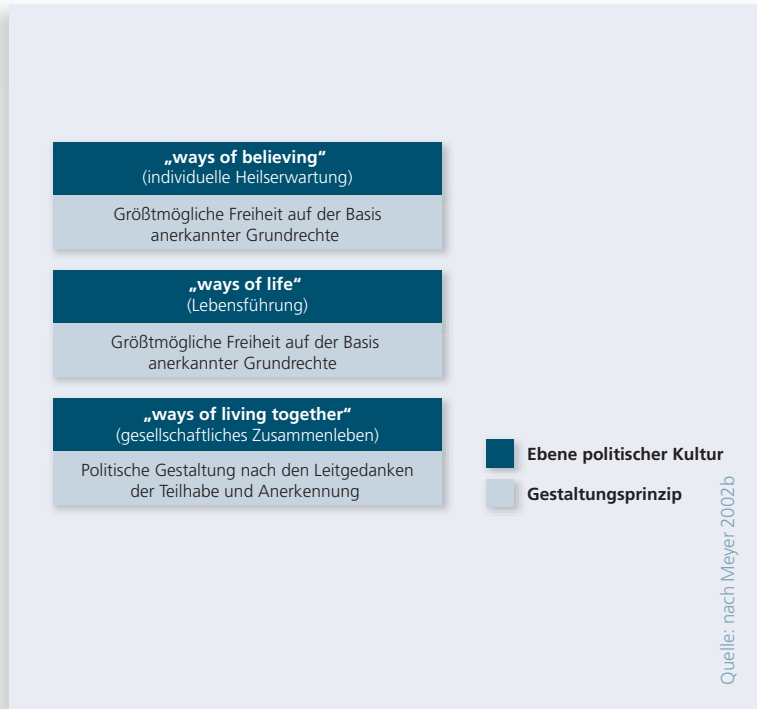 „ways of believing“
(individuelle Heilserwartung)
Größtmögliche Freiheit auf der Basis
anerkannter Grundrechte
„ways of life“
(Lebensführung)
Größtmögliche Freiheit auf der Basis
anerkannter Grundrechte
„ways of living together“
(gesellschaftliches Zusammenleben)
Politische Gestaltung nach den Leitgedanken
der Teilhabe und Anerkennung
Ebene politischer Kultur
Gestaltungsprinzip
Quelle: nach Meyer 2002b